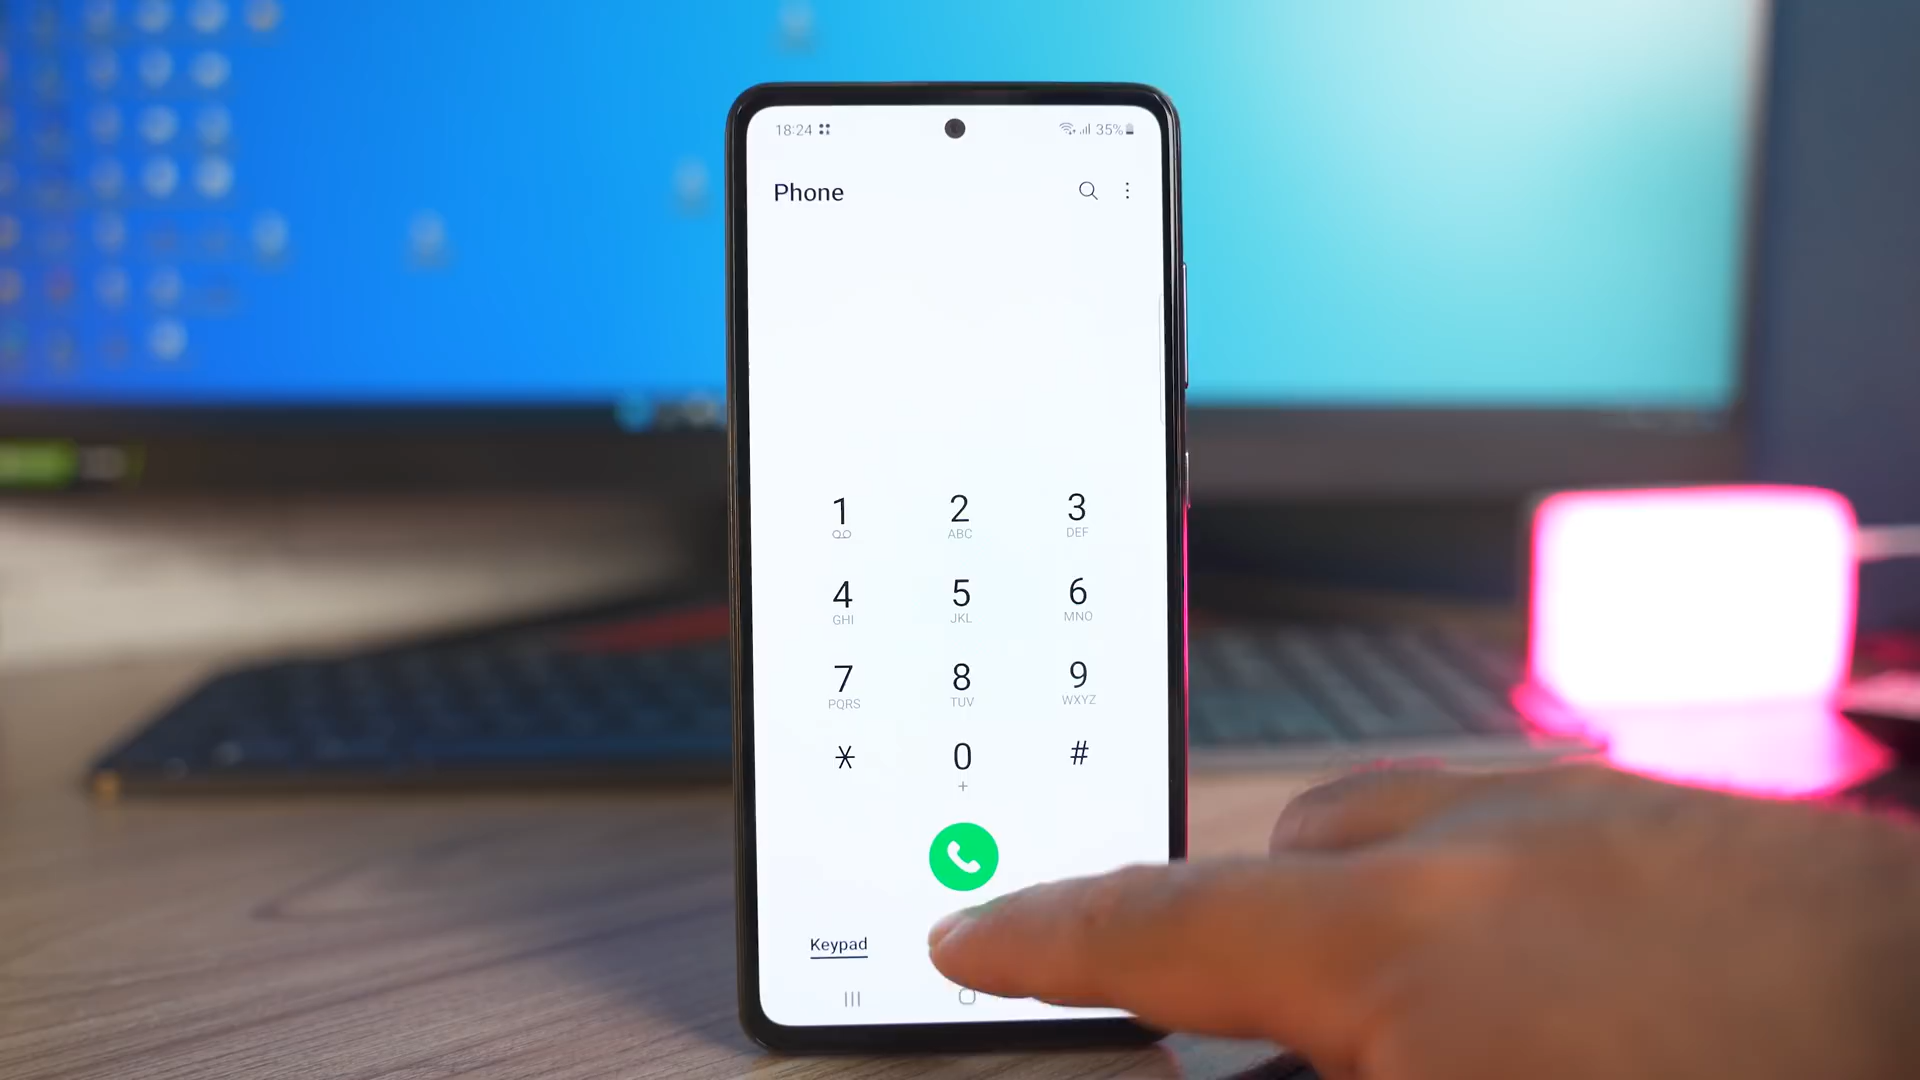 18:24 35%
Phone
1 2 3
ABC DEF
4 5 6
GHI JKL MNO
7 8 9
PQRS TUV WXYZ
* 0 #
+
Keypad